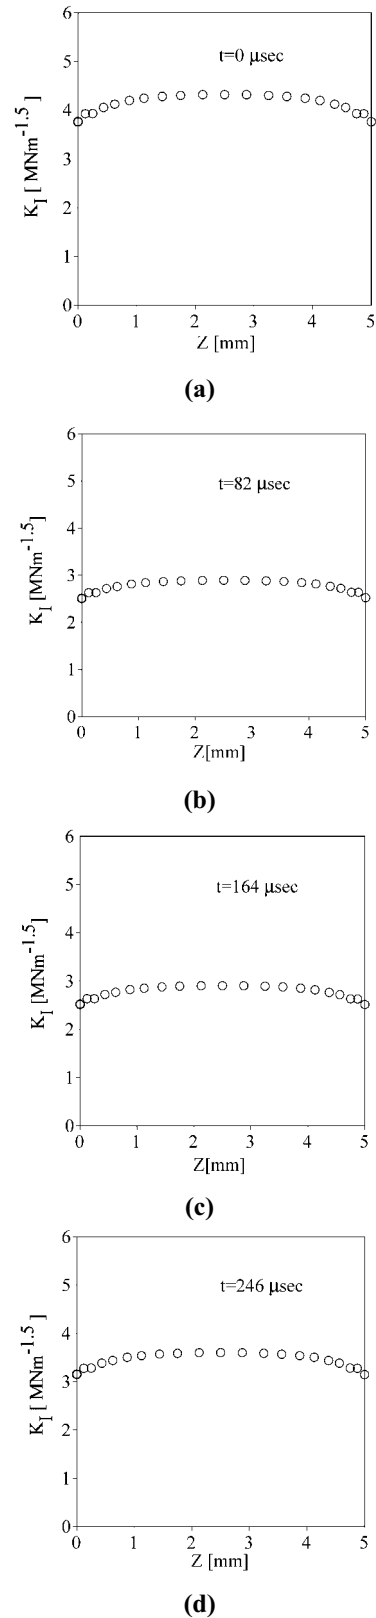 6
t=0 μsec
5
4
K_I [ MNm^-1.5 ]
3
2
1
0
0 1 2 3 4 5
Z [mm]
(a)
6
t=82 μsec
5
4
K_I [MNm^-1.5]
3
2
1
0
0 1 2 3 4 5
Z[mm]
(b)
6
t=164 μsec
5
4
K_I [MNm^-1.5]
3
2
1
0
0 1 2 3 4 5
Z[mm]
(c)
6
t=246 μsec
5
4
K_I [ MNm^-1.5]
3
2
1
0
0 1 2 3 4 5
Z [mm]
(d)